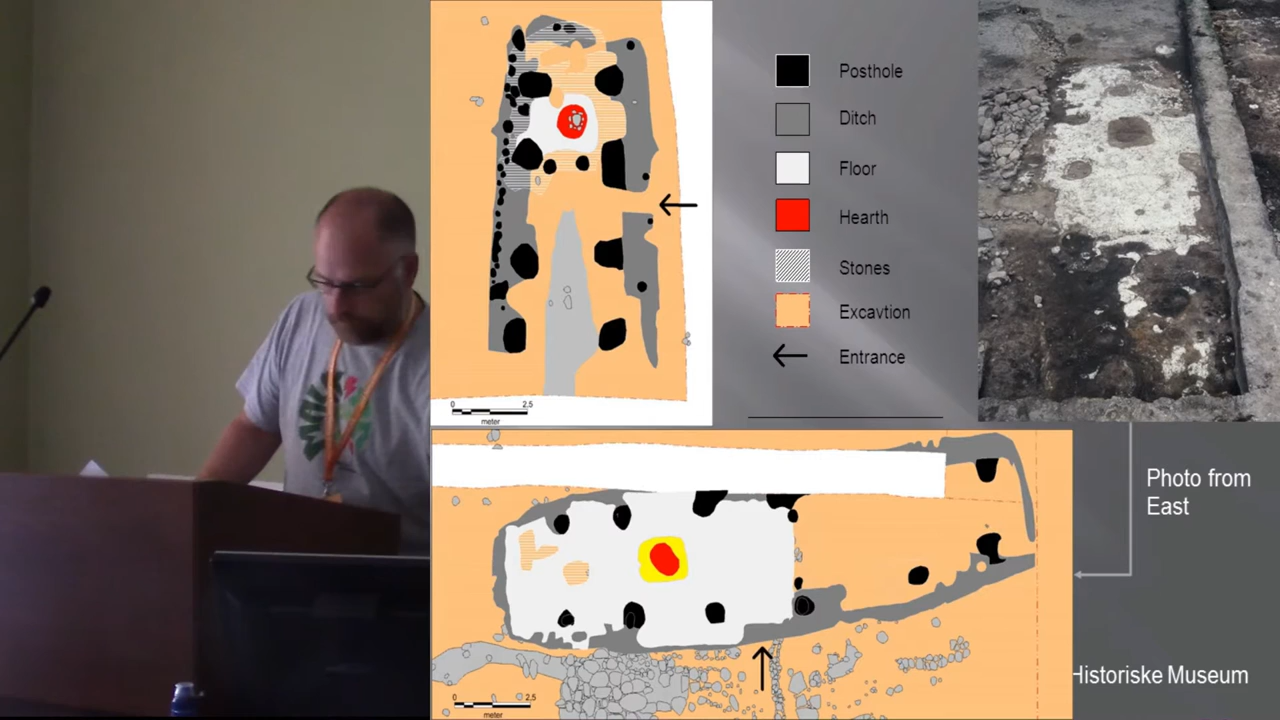 Posthole
Ditch
Floor
Hearth
Stones
Excavtion
Entrance
0 2.5
meter
Photo from
East
Historiske Museum
0 2.5
meter